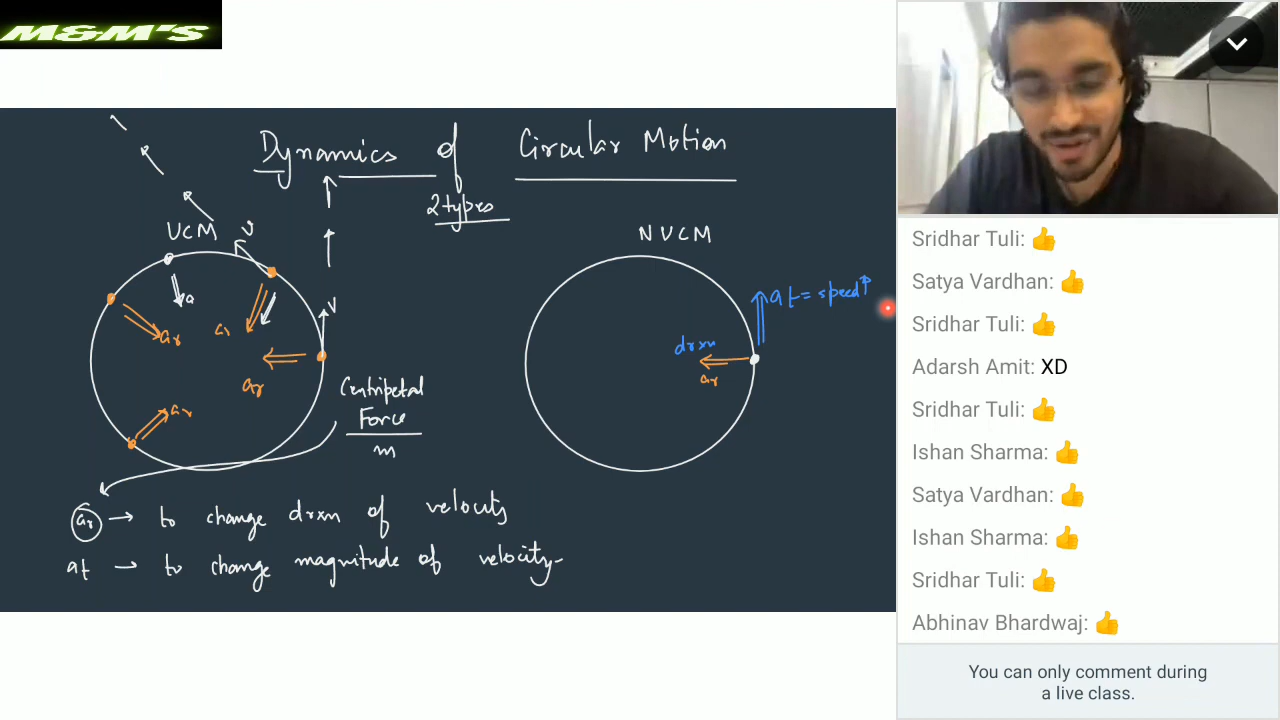 M&M'S
Dynamics of Circular Motion
2 types
UCM
NVCM
v
a
ar
ar
ar
ar
v
Centripetal
Force
m
at = speed↑
drxn
ar
ar → to change drxn of velocity
at → to change magnitude of velocity-
Sridhar Tuli: 👍
Satya Vardhan: 👍
Sridhar Tuli: 👍
Adarsh Amit: XD
Sridhar Tuli: 👍
Ishan Sharma: 👍
Satya Vardhan: 👍
Ishan Sharma: 👍
Sridhar Tuli: 👍
Abhinav Bhardwaj: 👍
You can only comment during
a live class.